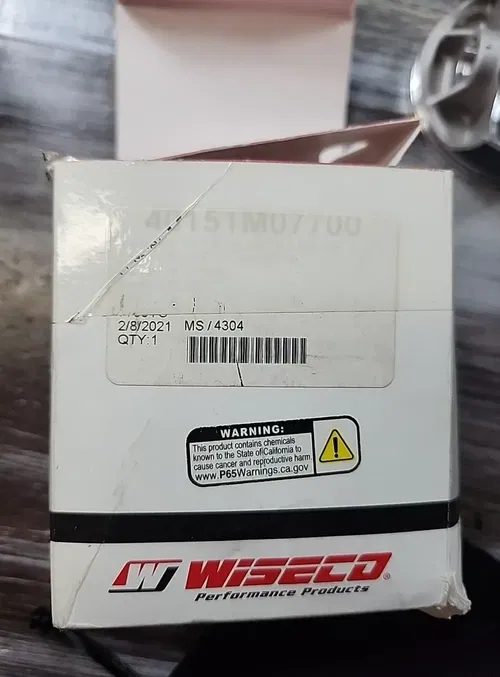 40151M07700
2/8/2021 MS / 4304
QTY:1
WARNING:
This product contains chemicals
known to the State of California to
cause cancer and reproductive harm.
www.P65Warnings.ca.gov
W WISECO®
Performance Products